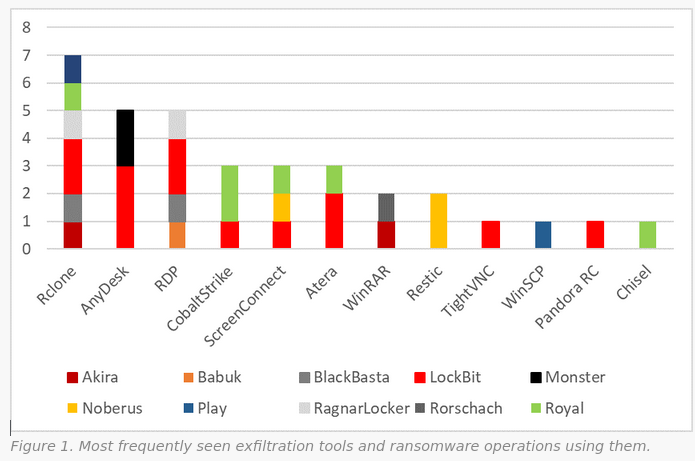 8
7
6
5
4
3
2
1
0
Rclone
AnyDesk
RDP
CobaltStrike
ScreenConnect
Atera
WinRAR
Restic
TightVNC
WinSCP
Pandora RC
Chisel
Akira Babuk BlackBasta LockBit Monster
Noberus Play RagnarLocker Rorschach Royal
Figure 1. Most frequently seen exfiltration tools and ransomware operations using them.